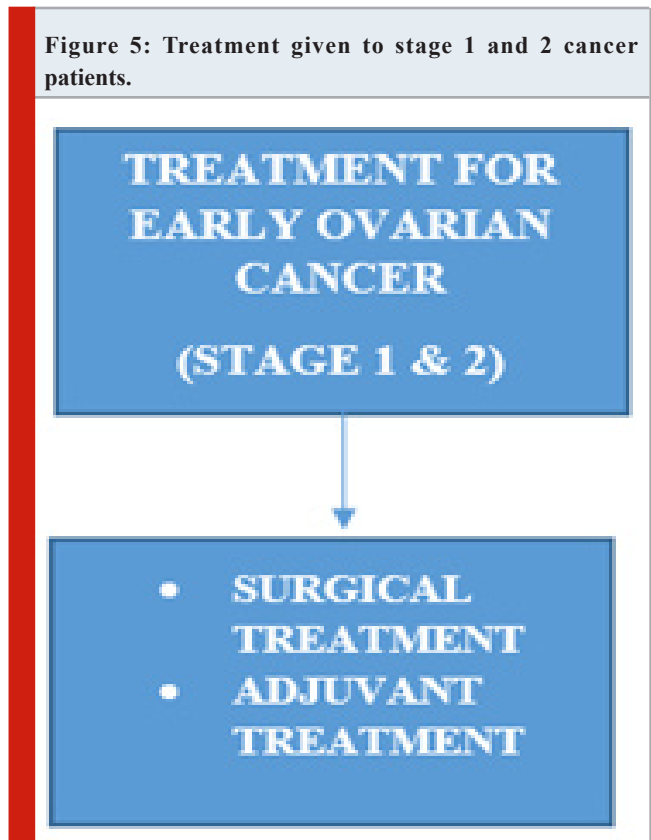 Figure 5: Treatment given to stage 1 and 2 cancer
patients.
TREATMENT FOR
EARLY OVARIAN
CANCER
(STAGE 1 & 2)
• SURGICAL
TREATMENT
• ADJUVANT
TREATMENT